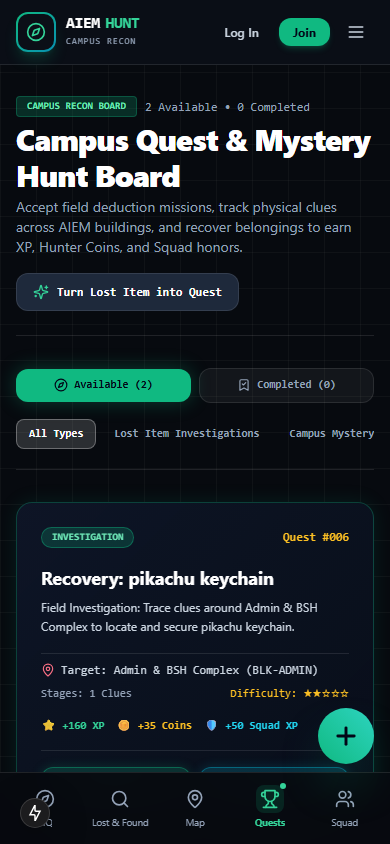 AIEM HUNT
CAMPUS RECON
Log In
Join
CAMPUS RECON BOARD
2 Available • 0 Completed
Campus Quest & Mystery
Hunt Board
Accept field deduction missions, track physical clues
across AIEM buildings, and recover belongings to earn
XP, Hunter Coins, and Squad honors.
Turn Lost Item into Quest
Available (2)
Completed (0)
All Types
Lost Item Investigations
Campus Mystery
INVESTIGATION
Quest #006
Recovery: pikachu keychain
Field Investigation: Trace clues around Admin & BSH
Complex to locate and secure pikachu keychain.
Target: Admin & BSH Complex (BLK-ADMIN)
Stages: 1 Clues
Difficulty: ★★☆☆☆
+160 XP
+35 Coins
+50 Squad XP
Lost & Found
Map
Quests
Squad